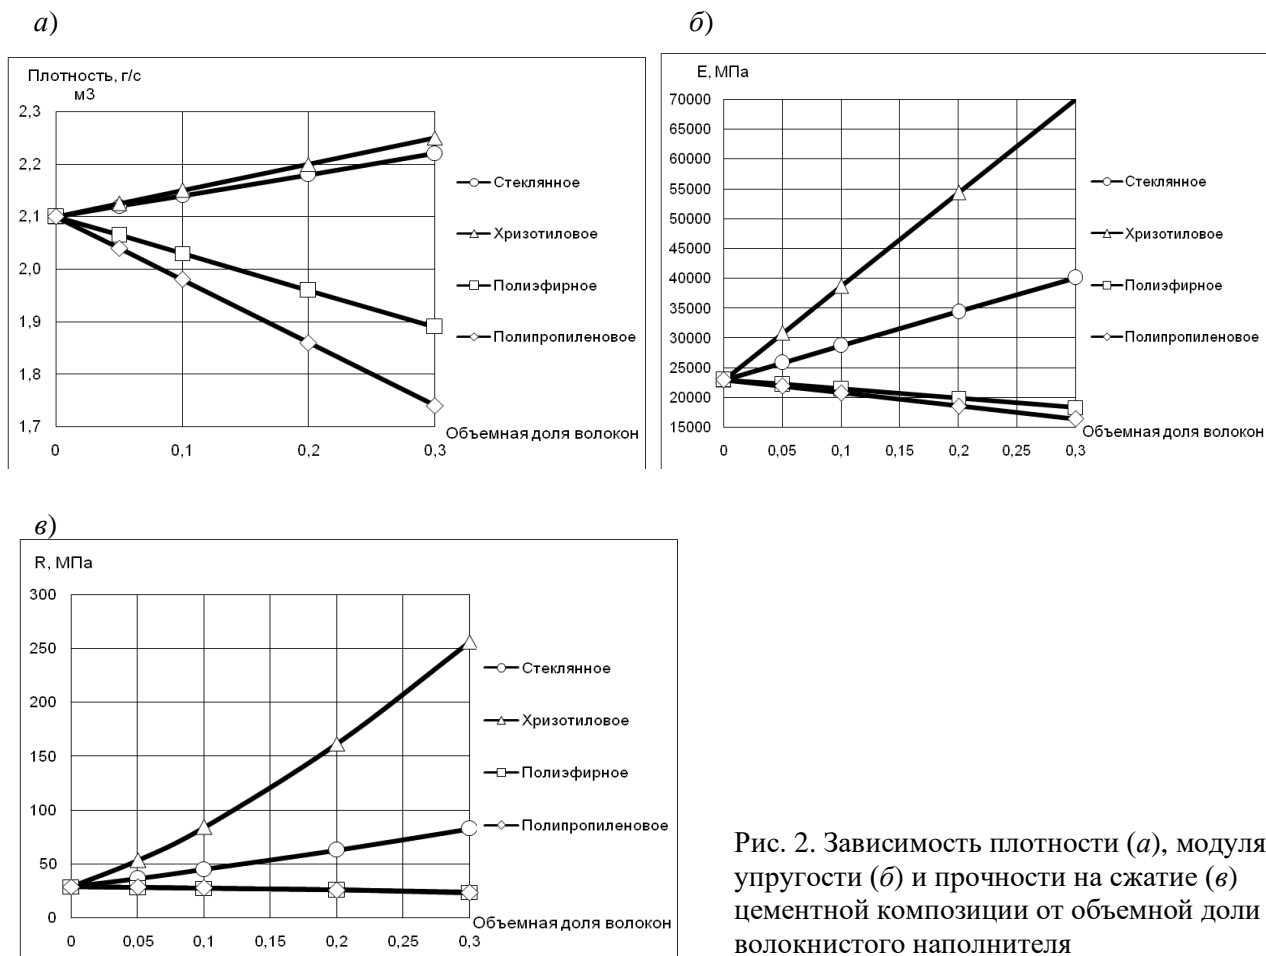 а)
Плотность, г/с
м3
2,3
2,2
2,1
2,0
1,9
1,8
1,7
0
0,1
0,2
0,3
Объемная доля волокон
Стеклянное
Хризотиловое
Полиэфирное
Полипропиленовое
б)
Е, МПа
70000
65000
60000
55000
50000
45000
40000
35000
30000
25000
20000
15000
0
0,05
0,1
0,15
0,2
0,25
0,3
Объемная доля волокон
Стеклянное
Хризотиловое
Полиэфирное
Полипропиленовое
в)
R, МПа
300
250
200
150
100
50
0
0
0,05
0,1
0,15
0,2
0,25
0,3
Объемная доля волокон
Стеклянное
Хризотиловое
Полиэфирное
Полипропиленовое
Рис. 2. Зависимость плотности (а), модуля
упругости (б) и прочности на сжатие (в)
цементной композиции от объемной доли
волокнистого наполнителя